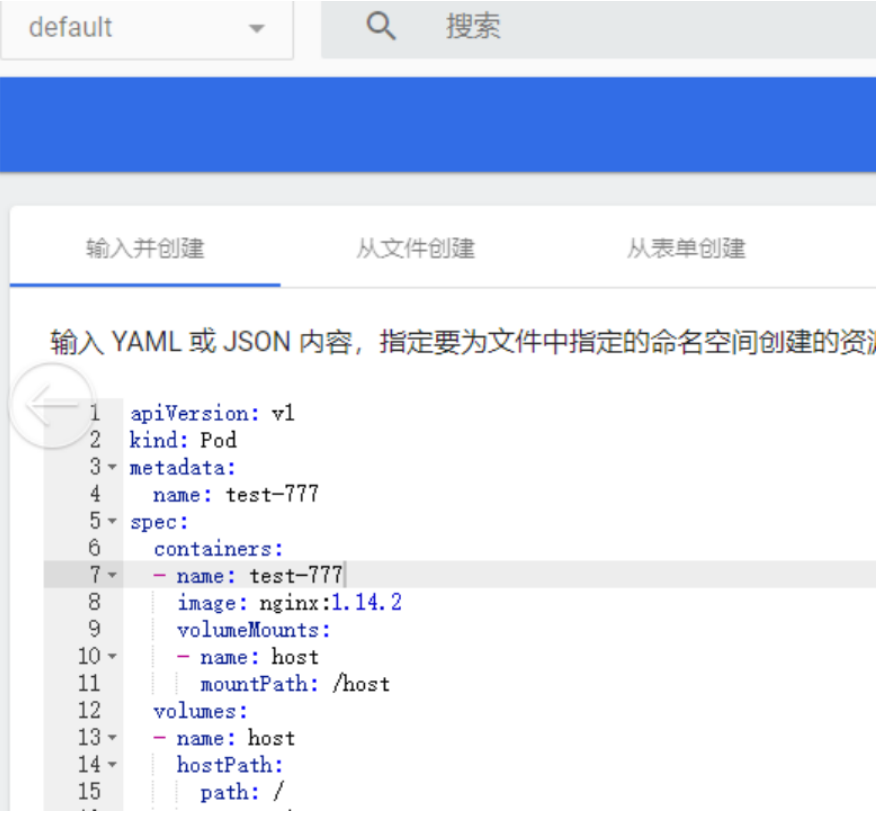 default
搜索
输入并创建
从文件创建
从表单创建
输入 YAML 或 JSON 内容，指定要为文件中指定的命名空间创建的资源
1 apiVersion: v1
2 kind: Pod
3 metadata:
4 name: test-777
5 spec:
6 containers:
7 - name: test-777
8 image: nginx:1.14.2
9 volumeMounts:
10 - name: host
11 mountPath: /host
12 volumes:
13 - name: host
14 hostPath:
15 path: /